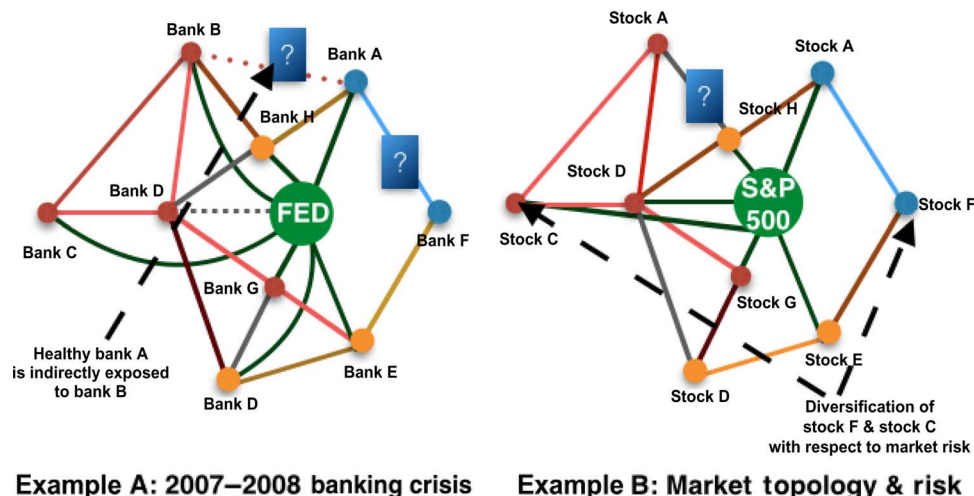 Bank B
?
Bank A
Bank H
?
Bank D
FED
Bank C
Bank F
Bank G
Healthy bank A
is indirectly exposed
to bank B
Bank E
Bank D
Example A: 2007–2008 banking crisis
Stock A
Stock A
?
Stock H
Stock D
S&P
500
Stock F
Stock C
Stock G
Stock E
Stock D
Diversification of
stock F & stock C
with respect to market risk
Example B: Market topology & risk